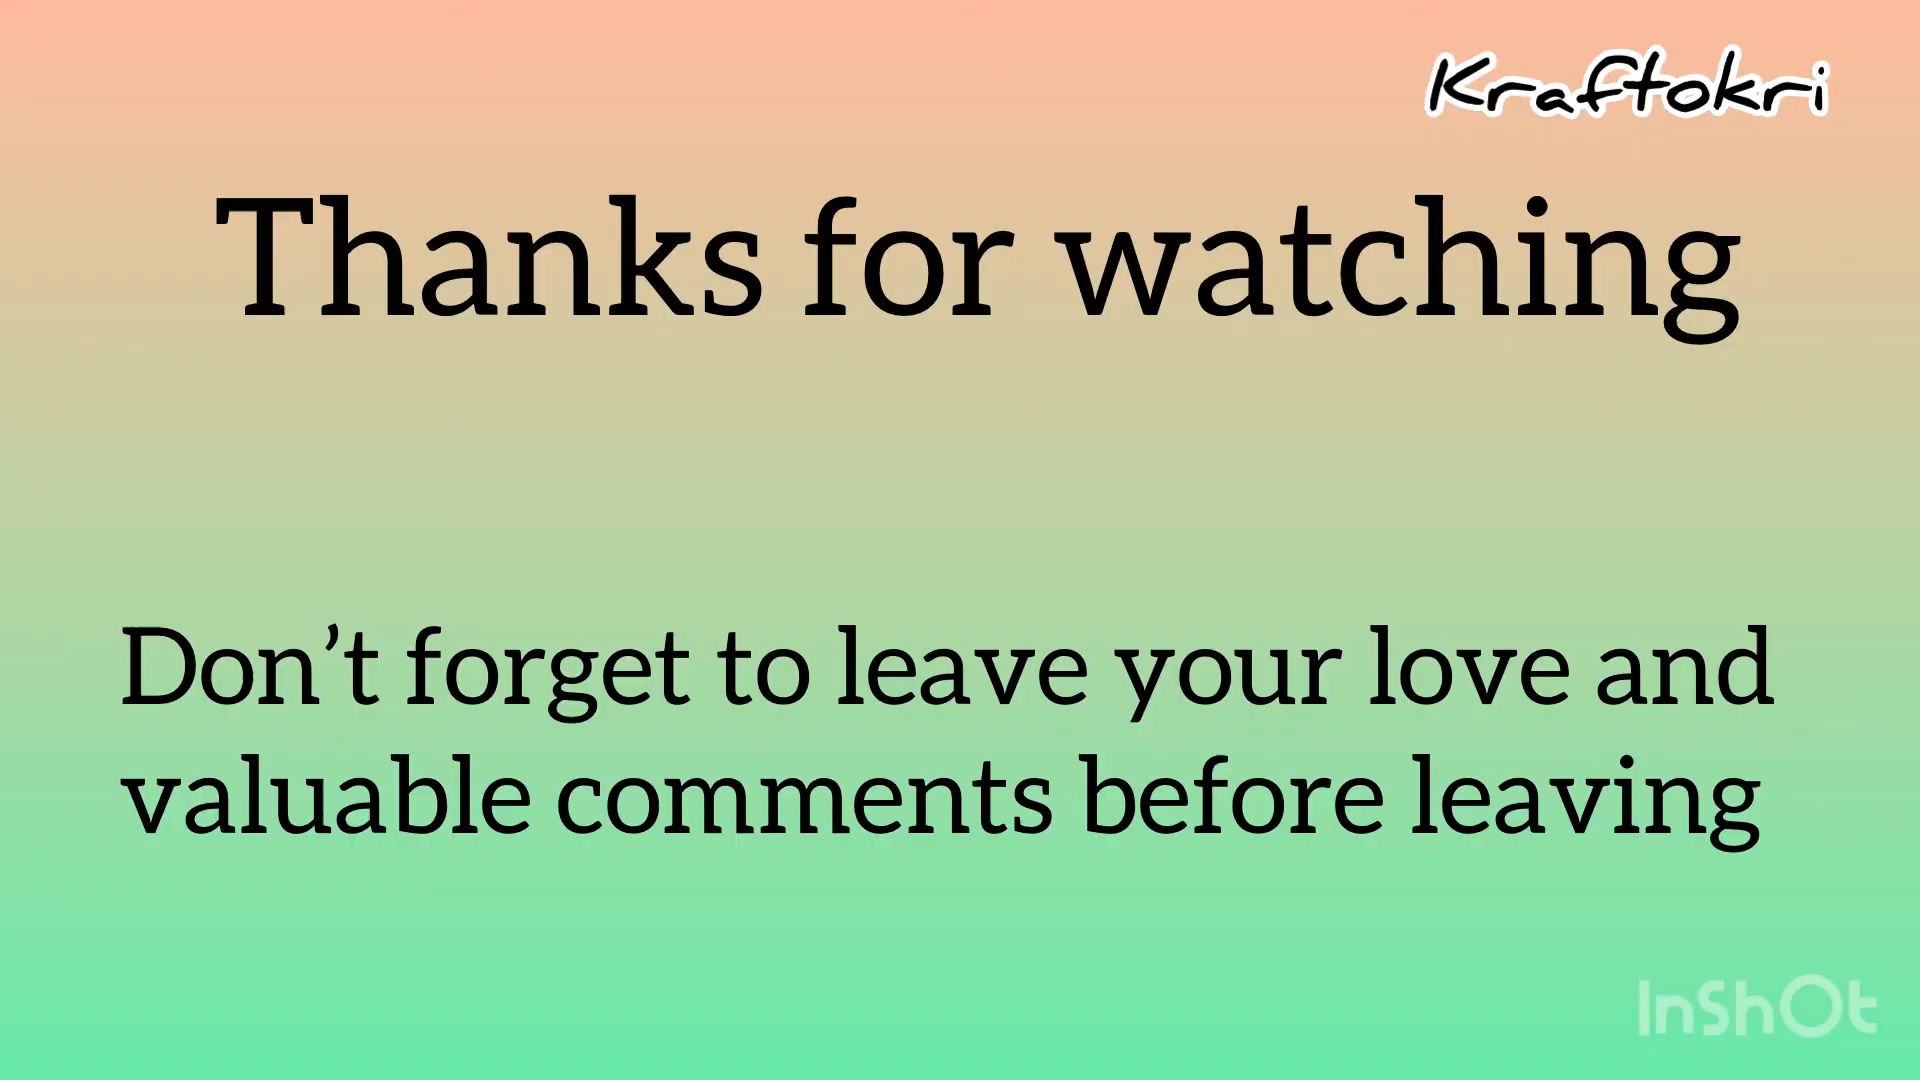 Kraftokri
Thanks for watching
Don’t forget to leave your love and
valuable comments before leaving
InShOt